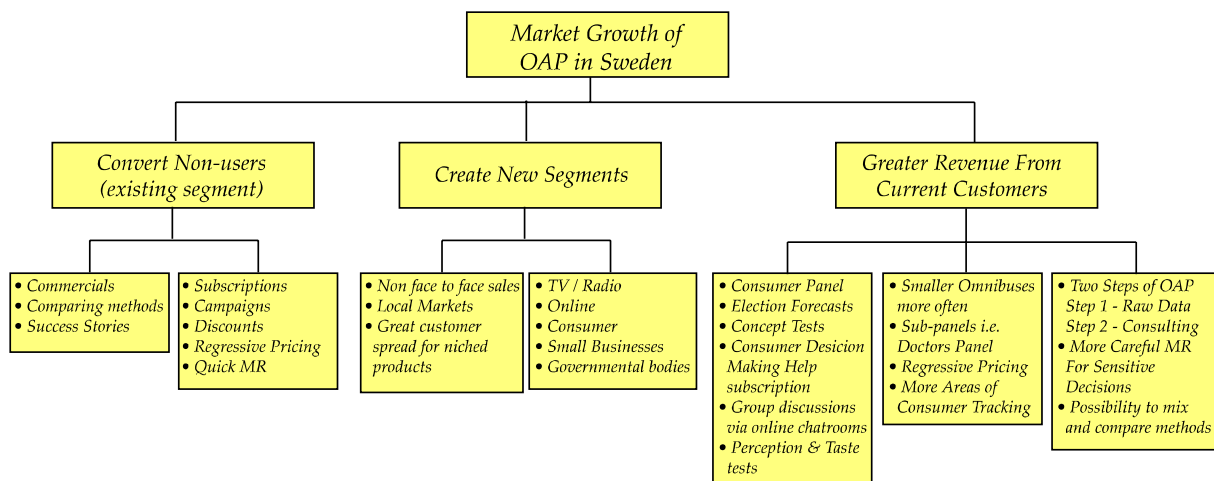 Market Growth of
OAP in Sweden
Convert Non-users
(existing segment)
Create New Segments
Greater Revenue From
Current Customers
• Commercials
• Comparing methods
• Success Stories
• Subscriptions
• Campaigns
• Discounts
• Regressive Pricing
• Quick MR
• Non face to face sales
• Local Markets
• Great customer
spread for niched
products
• TV / Radio
• Online
• Consumer
• Small Businesses
• Governmental bodies
• Consumer Panel
• Election Forecasts
• Concept Tests
• Consumer Desicion
Making Help
subscription
• Group discussions
via online chatrooms
• Perception & Taste
tests
• Smaller Omnibuses
more often
• Sub-panels i.e.
Doctors Panel
• Regressive Pricing
• More Areas of
Consumer Tracking
• Two Steps of OAP
Step 1 - Raw Data
Step 2 - Consulting
• More Careful MR
For Sensitive
Decisions
• Possibility to mix
and compare methods